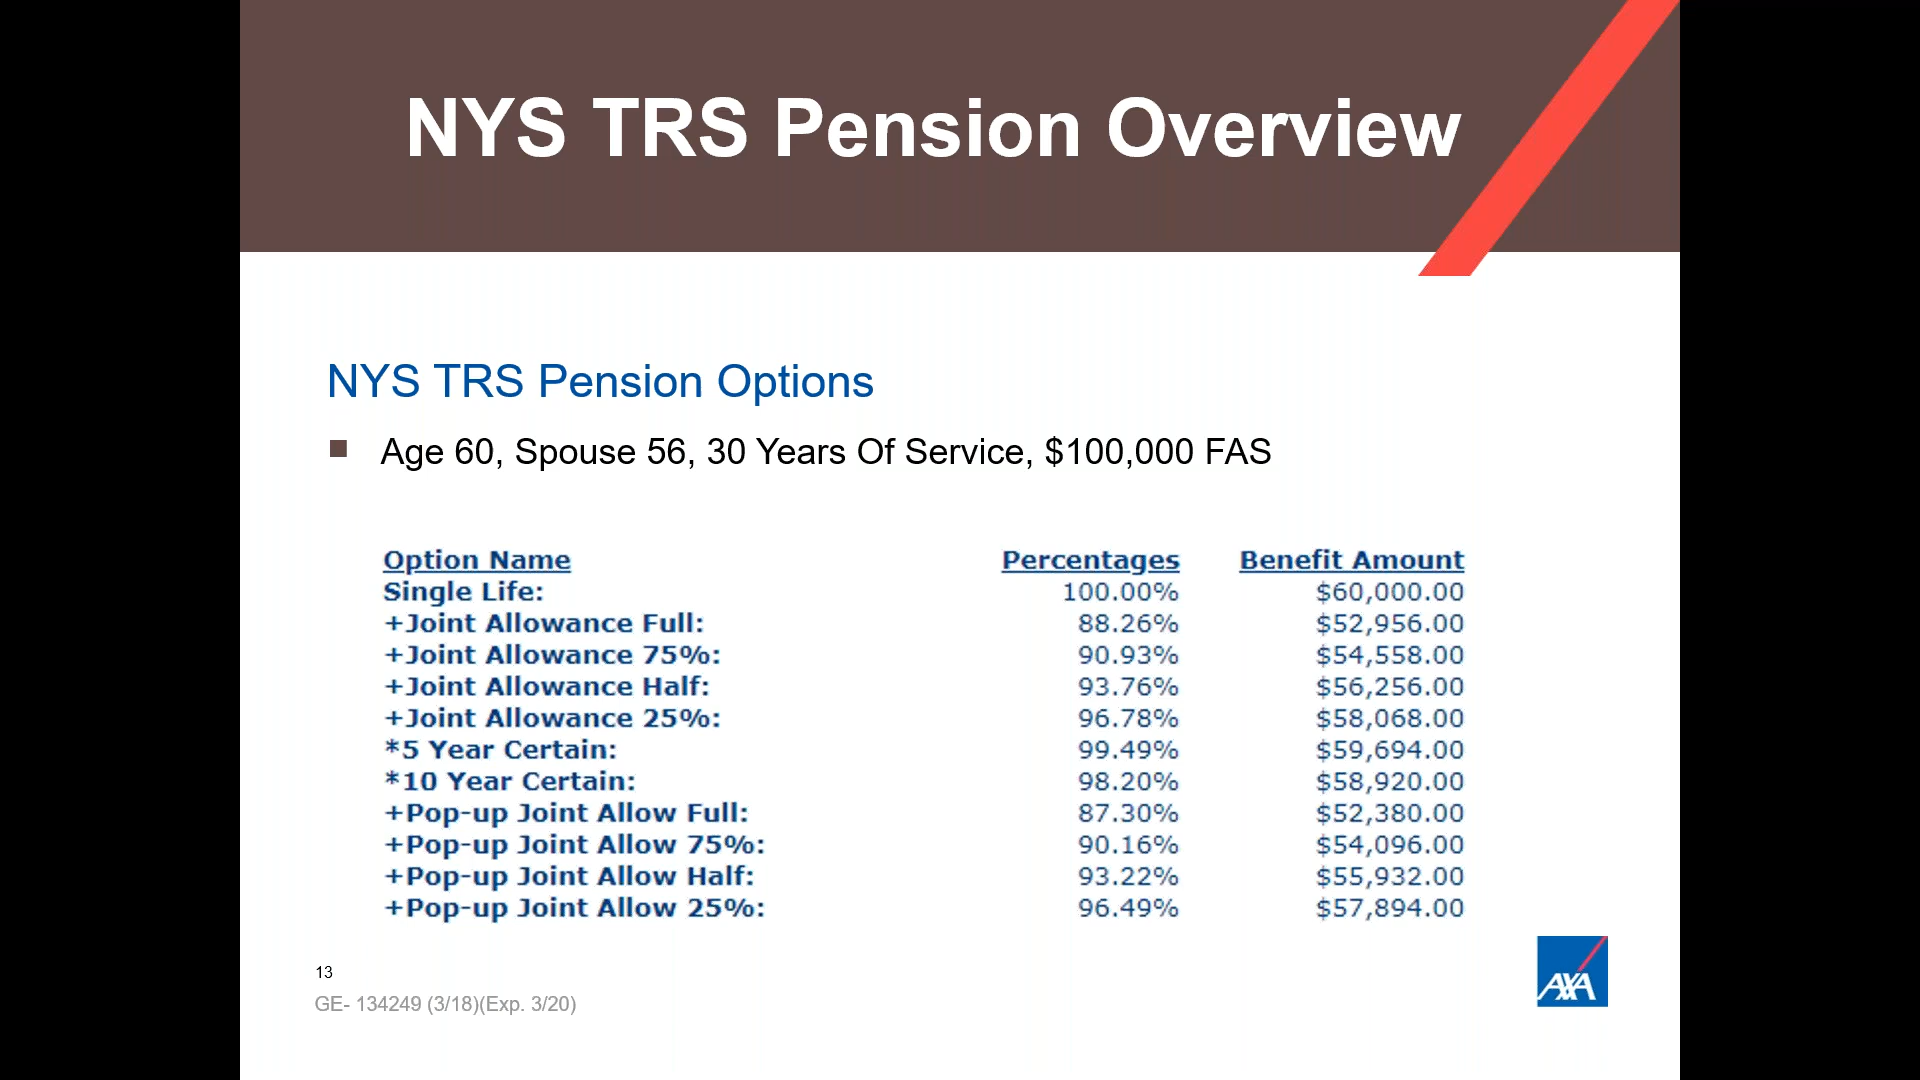 NYS TRS Pension Overview
NYS TRS Pension Options
■ Age 60, Spouse 56, 30 Years Of Service, $100,000 FAS
Option Name Percentages Benefit Amount
Single Life: 100.00% $60,000.00
+Joint Allowance Full: 88.26% $52,956.00
+Joint Allowance 75%: 90.93% $54,558.00
+Joint Allowance Half: 93.76% $56,256.00
+Joint Allowance 25%: 96.78% $58,068.00
*5 Year Certain: 99.49% $59,694.00
*10 Year Certain: 98.20% $58,920.00
+Pop-up Joint Allow Full: 87.30% $52,380.00
+Pop-up Joint Allow 75%: 90.16% $54,096.00
+Pop-up Joint Allow Half: 93.22% $55,932.00
+Pop-up Joint Allow 25%: 96.49% $57,894.00
13
GE- 134249 (3/18)(Exp. 3/20)
AXA